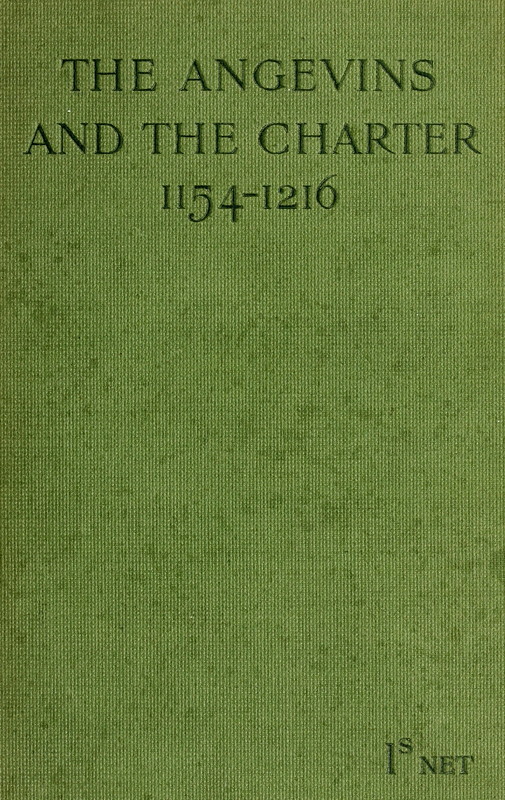 THE ANGEVINS
AND THE CHARTER
1154-1216
1s NET